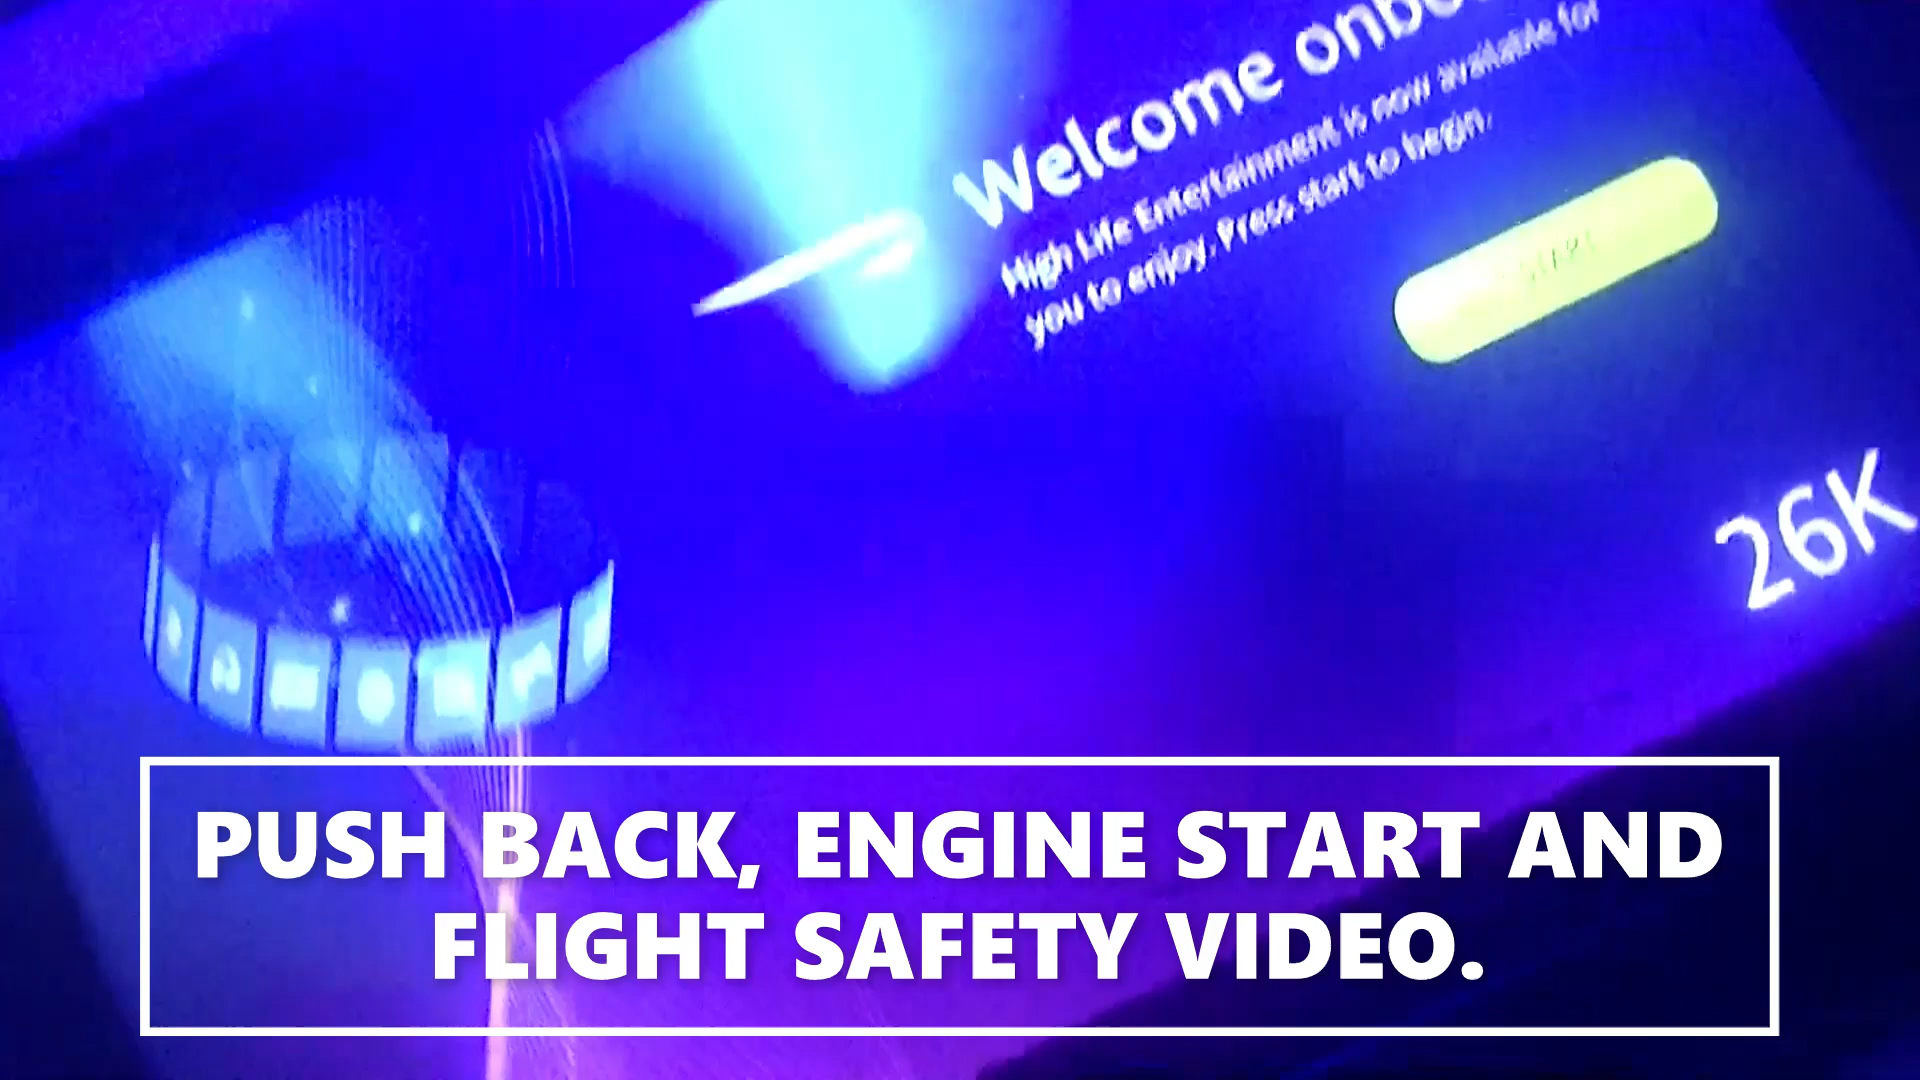 Welcome onbo
High Life Entertainment is now available for
you to enjoy. Press start to begin.
START
26K
PUSH BACK, ENGINE START AND
FLIGHT SAFETY VIDEO.